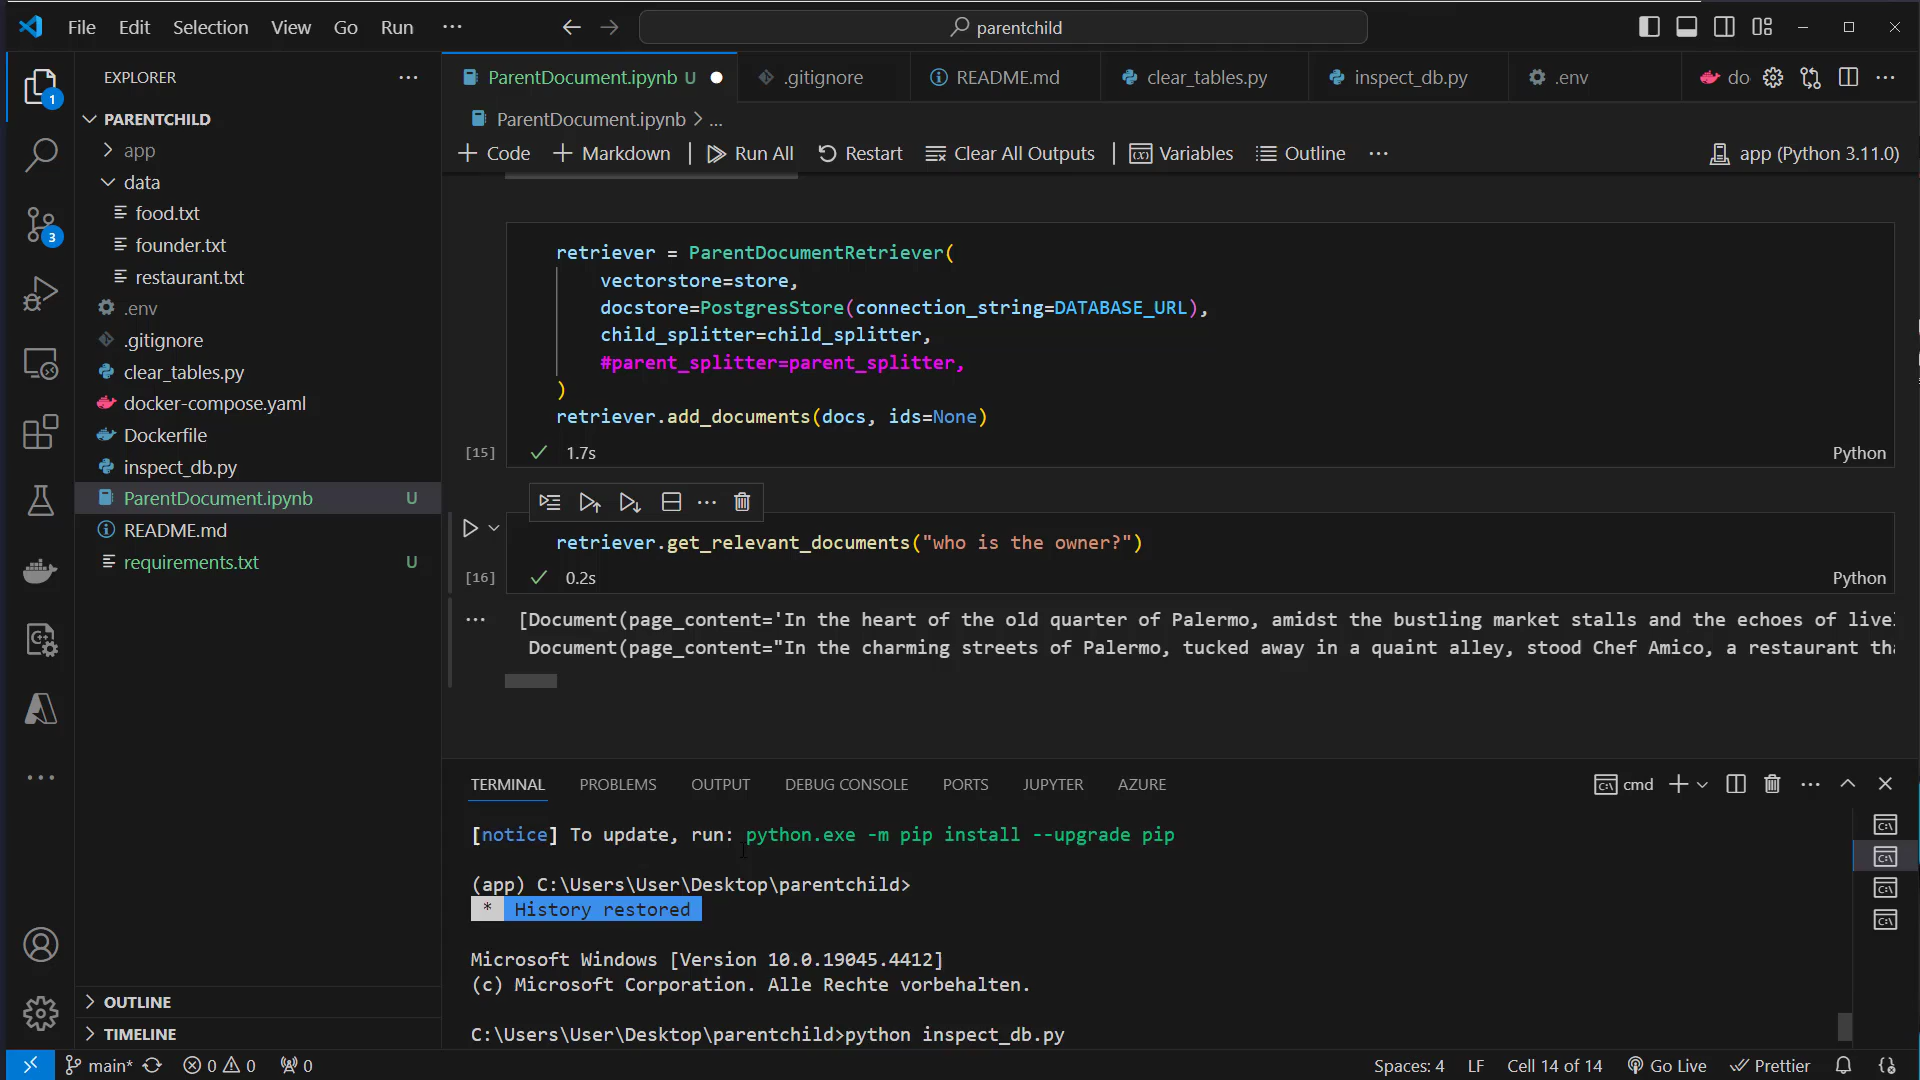 File Edit Selection View Go Run ···
parentchild
EXPLORER
PARENTCHILD
app
data
food.txt
founder.txt
restaurant.txt
.env
.gitignore
clear_tables.py
docker-compose.yaml
Dockerfile
inspect_db.py
ParentDocument.ipynb U
README.md
requirements.txt U
OUTLINE
TIMELINE
1
3
ParentDocument.ipynb U .gitignore README.md clear_tables.py inspect_db.py .env do
ParentDocument.ipynb > ...
Code Markdown Run All Restart Clear All Outputs Variables Outline ··· app (Python 3.11.0)
retriever = ParentDocumentRetriever(
vectorstore=store,
docstore=PostgresStore(connection_string=DATABASE_URL),
child_splitter=child_splitter,
#parent_splitter=parent_splitter,
)
retriever.add_documents(docs, ids=None)
[15] 1.7s Python
retriever.get_relevant_documents("who is the owner?")
[16] 0.2s Python
[Document(page_content='In the heart of the old quarter of Palermo, amidst the bustling market stalls and the echoes of livel
Document(page_content="In the charming streets of Palermo, tucked away in a quaint alley, stood Chef Amico, a restaurant tha
TERMINAL PROBLEMS OUTPUT DEBUG CONSOLE PORTS JUPYTER AZURE cmd
[notice] To update, run: python.exe -m pip install --upgrade pip
(app) C:\Users\User\Desktop\parentchild>
* History restored
Microsoft Windows [Version 10.0.19045.4412]
(c) Microsoft Corporation. Alle Rechte vorbehalten.
C:\Users\User\Desktop\parentchild>python inspect_db.py
main* 0 0 0 Spaces: 4 LF Cell 14 of 14 Go Live Prettier